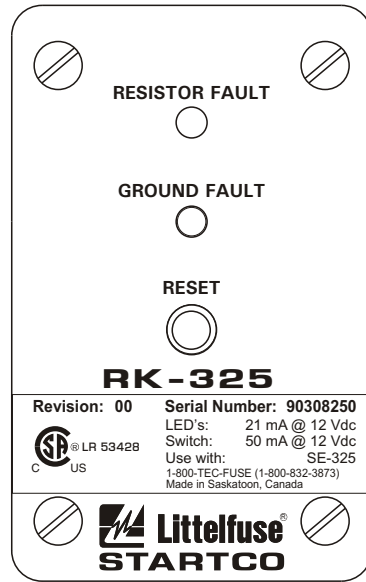 RESISTOR FAULT
GROUND FAULT
RESET
RK-325
Revision: 00 Serial Number: 90308250
LED's: 21 mA @ 12 Vdc
Switch: 50 mA @ 12 Vdc
Use with: SE-325
1-800-TEC-FUSE (1-800-832-3873)
Made in Saskatoon, Canada
CSA ® LR 53428
C US
Littelfuse®
STARTCO